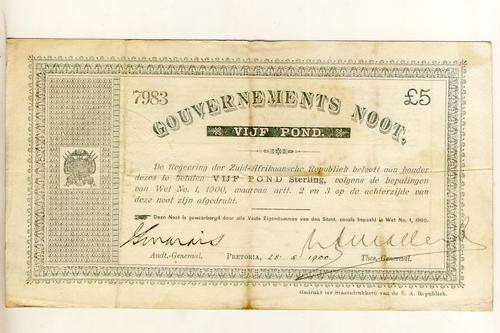 7983
£5
GOUVERNEMENTS NOOT,
VIJF POND.
De Regeering der Zuid-Afrikaansche Republiek belooft aan houder
dezes te betalen VIJF POND Sterling, volgens de bepalingen
van Wet No. 1, 1900, waarvan artt. 2 en 3 op de achterzijde van
deze noot zijn afgedrukt.
Deze Noot is gewaarborgd door alle Vaste Eigendommen van den Staat, zooals bepaald in Wet No. 1, 1900.
Audt.-Generaal.
PRETORIA, 28 5 1900
Thes.-Generaal.
Gedrukt ter Staatsdrukkerij van de Z. A. Republiek.